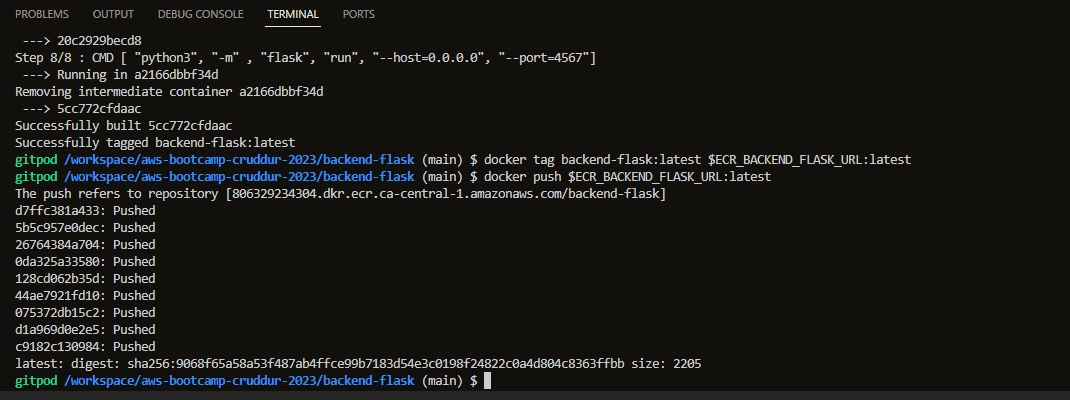 PROBLEMS OUTPUT DEBUG CONSOLE TERMINAL PORTS
---> 20c2929becd8
Step 8/8 : CMD [ "python3", "-m" , "flask", "run", "--host=0.0.0.0", "--port=4567"]
---> Running in a2166dbbf34d
Removing intermediate container a2166dbbf34d
---> 5cc772cfdaac
Successfully built 5cc772cfdaac
Successfully tagged backend-flask:latest
gitpod /workspace/aws-bootcamp-cruddur-2023/backend-flask (main) $ docker tag backend-flask:latest $ECR_BACKEND_FLASK_URL:latest
gitpod /workspace/aws-bootcamp-cruddur-2023/backend-flask (main) $ docker push $ECR_BACKEND_FLASK_URL:latest
The push refers to repository [806329234304.dkr.ecr.ca-central-1.amazonaws.com/backend-flask]
d7ffc381a433: Pushed
5b5c957e0dec: Pushed
26764384a704: Pushed
0da325a33580: Pushed
128cd062b35d: Pushed
44ae7921fd10: Pushed
075372db15c2: Pushed
d1a969d0e2e5: Pushed
c9182c130984: Pushed
latest: digest: sha256:9068f65a58a53f487ab4ffce99b7183d54e3c0198f24822c0a4d804c8363ffbb size: 2205
gitpod /workspace/aws-bootcamp-cruddur-2023/backend-flask (main) $